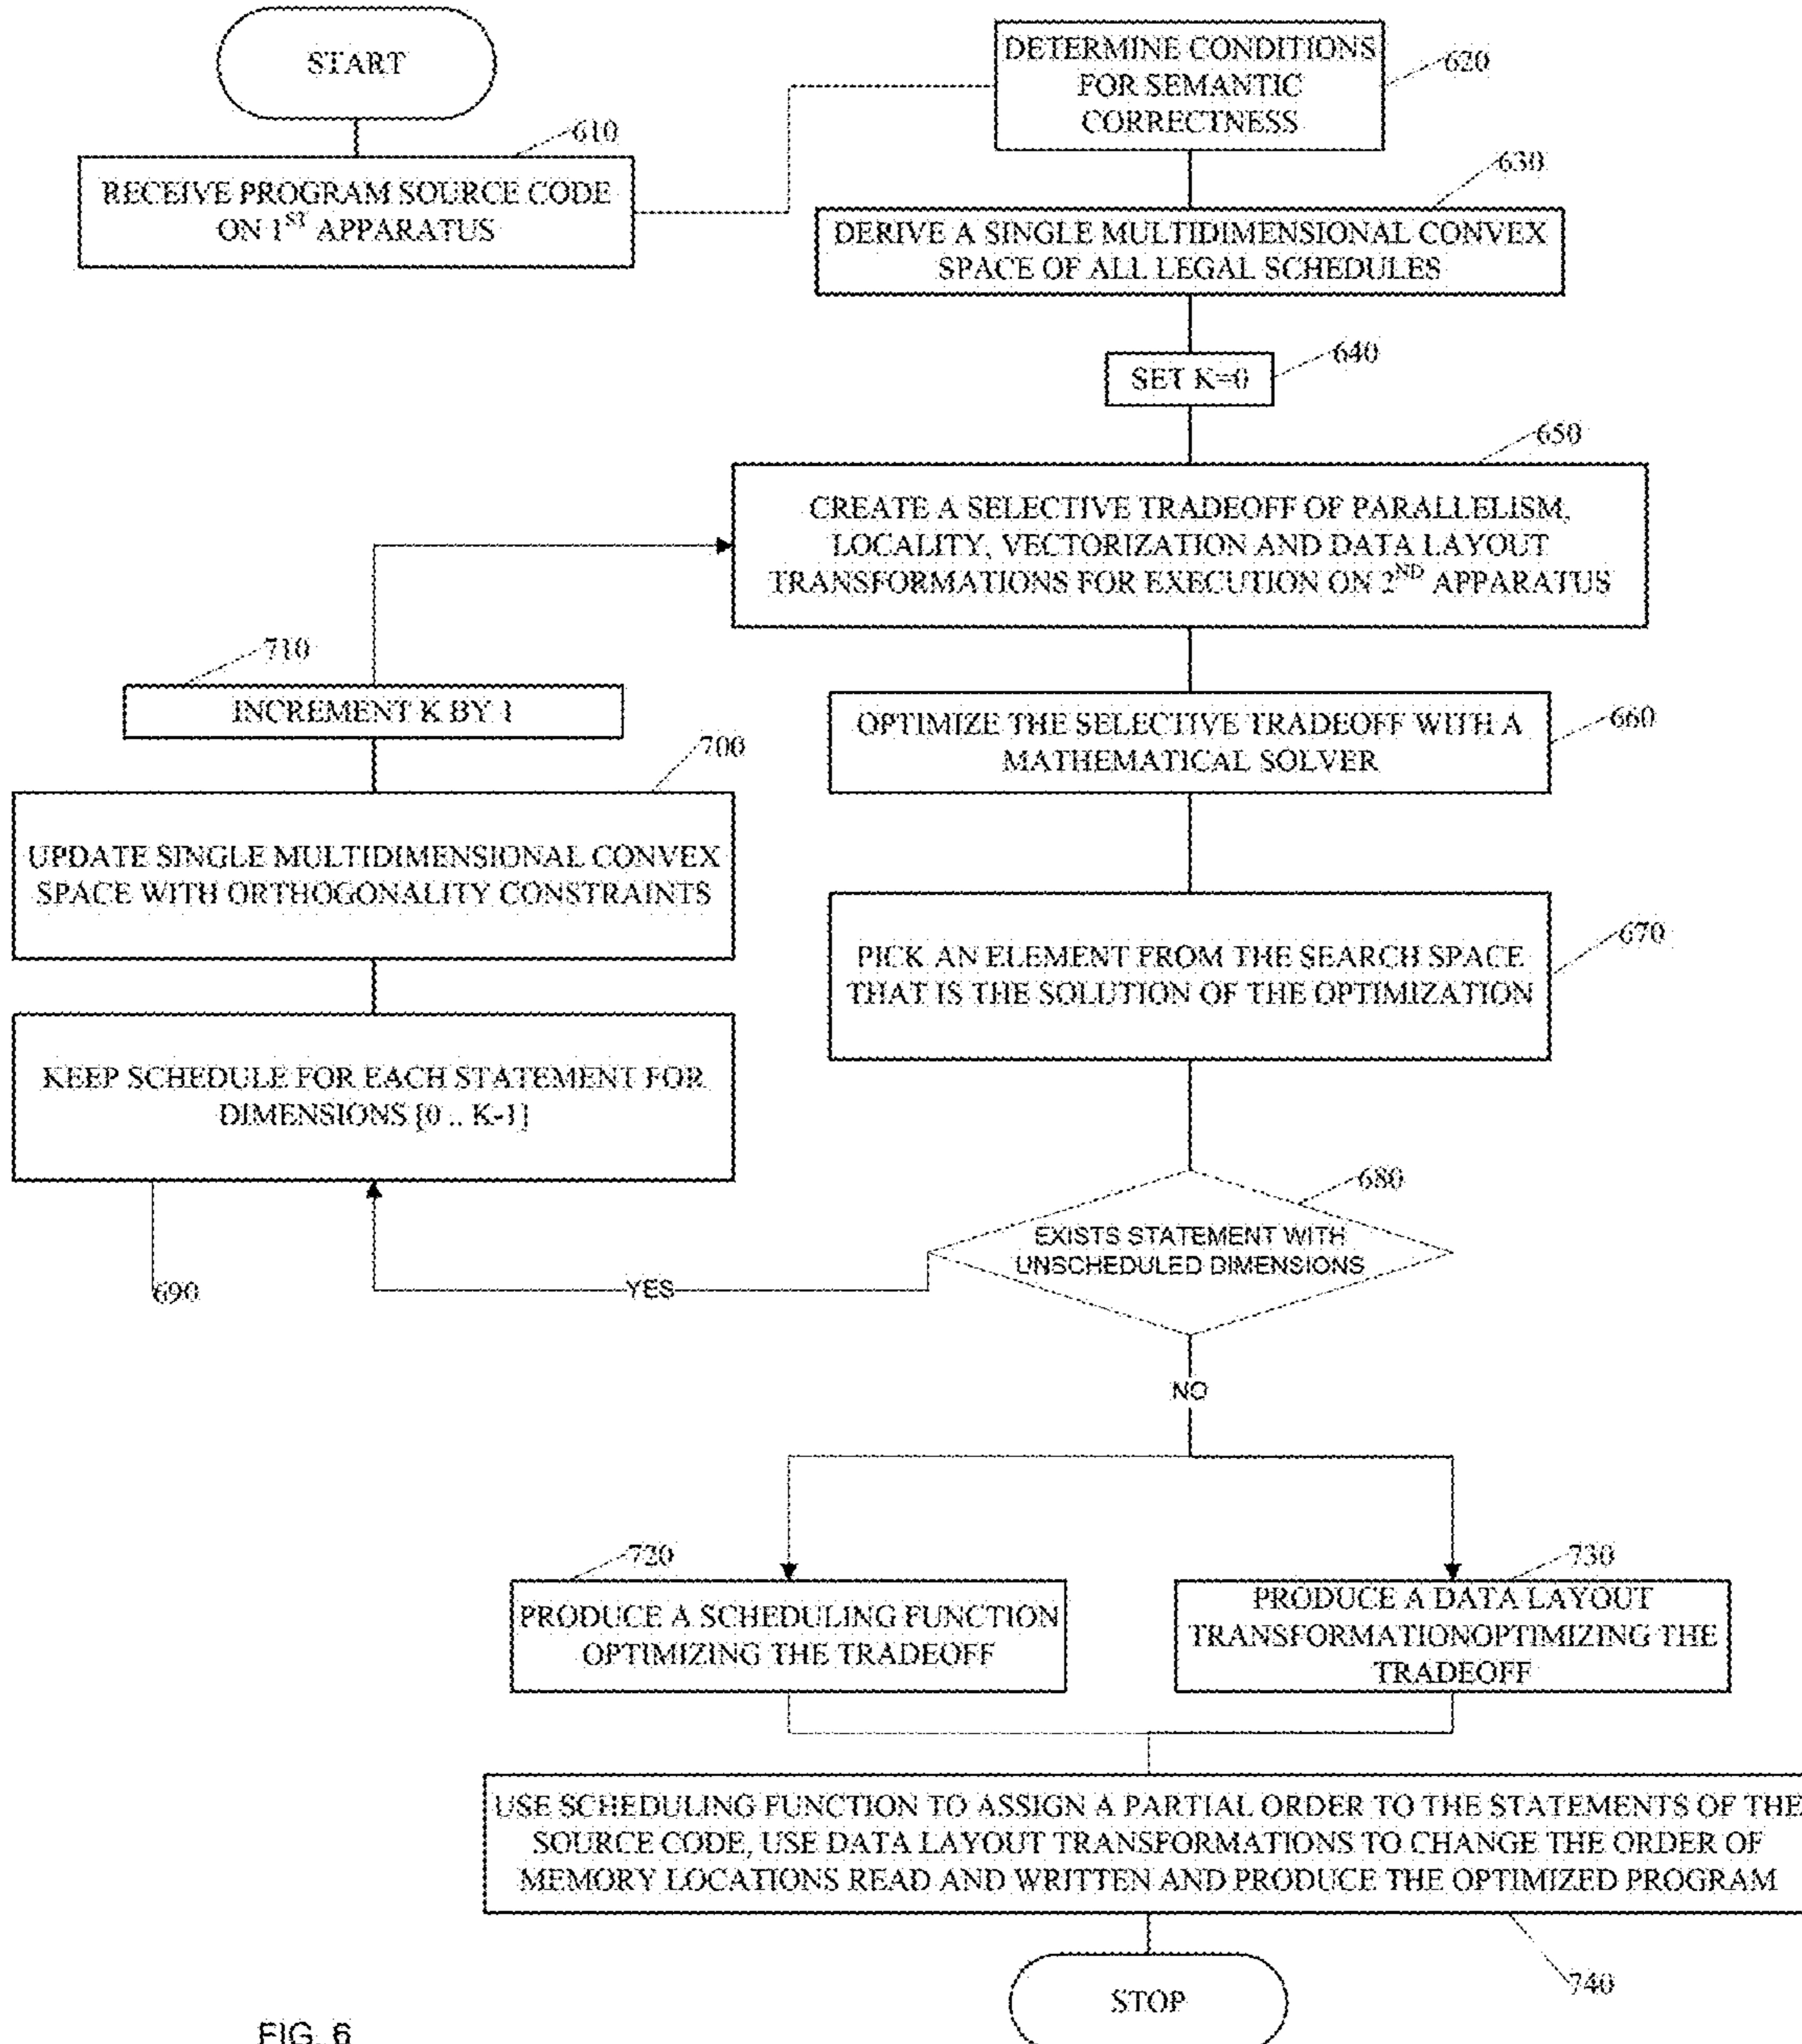 START
610
RECEIVE PROGRAM SOURCE CODE
ON 1ST APPARATUS
DETERMINE CONDITIONS
FOR SEMANTIC
CORRECTNESS
620
630
DERIVE A SINGLE MULTIDIMENSIONAL CONVEX
SPACE OF ALL LEGAL SCHEDULES
640
SET K=0
650
CREATE A SELECTIVE TRADEOFF OF PARALLELISM,
LOCALITY, VECTORIZATION AND DATA LAYOUT
TRANSFORMATIONS FOR EXECUTION ON 2ND APPARATUS
710
INCREMENT K BY 1
660
OPTIMIZE THE SELECTIVE TRADEOFF WITH A
MATHEMATICAL SOLVER
700
UPDATE SINGLE MULTIDIMENSIONAL CONVEX
SPACE WITH ORTHOGONALITY CONSTRAINTS
670
PICK AN ELEMENT FROM THE SEARCH SPACE
THAT IS THE SOLUTION OF THE OPTIMIZATION
KEEP SCHEDULE FOR EACH STATEMENT FOR
DIMENSIONS [0 .. K-1]
690
680
EXISTS STATEMENT WITH
UNSCHEDULED DIMENSIONS
YES
NO
720
PRODUCE A SCHEDULING FUNCTION
OPTIMIZING THE TRADEOFF
730
PRODUCE A DATA LAYOUT
TRANSFORMATIONOPTIMIZING THE
TRADEOFF
USE SCHEDULING FUNCTION TO ASSIGN A PARTIAL ORDER TO THE STATEMENTS OF THE
SOURCE CODE, USE DATA LAYOUT TRANSFORMATIONS TO CHANGE THE ORDER OF
MEMORY LOCATIONS READ AND WRITTEN AND PRODUCE THE OPTIMIZED PROGRAM
740
STOP
FIG. 6